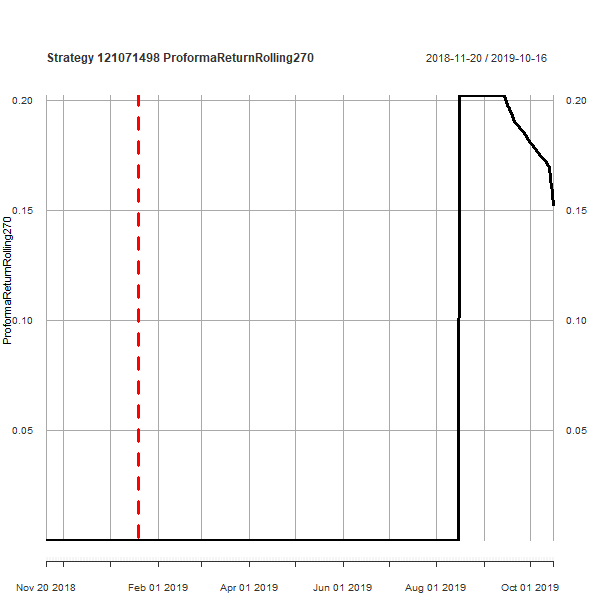 Strategy 121071498 ProformaReturnRolling270
2018-11-20 / 2019-10-16
ProformaReturnRolling270
0.20
0.15
0.10
0.05
0.20
0.15
0.10
0.05
Nov 20 2018
Feb 01 2019
Apr 01 2019
Jun 01 2019
Aug 01 2019
Oct 01 2019